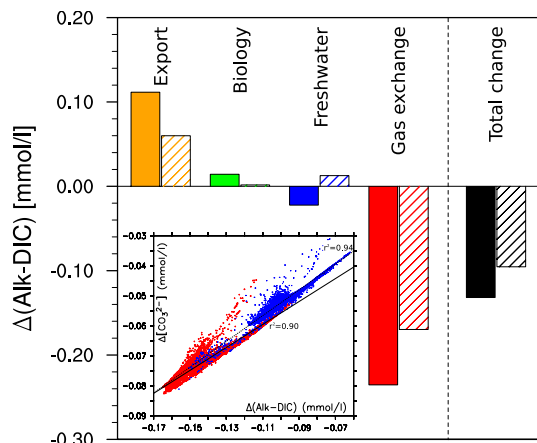 0.20
0.10
0.00
−0.10
−0.20
−0.30
Δ(Alk-DIC) [mmol/l]
Export
Biology
Freshwater
Gas exchange
Total change
−0.03
−0.04
−0.05
−0.06
−0.07
−0.08
−0.09
Δ[CO₃²⁻] (mmol/l)
r²=0.94
r²=0.90
Δ(Alk-DIC) (mmol/l)
−0.17 −0.15 −0.13 −0.11 −0.09 −0.07